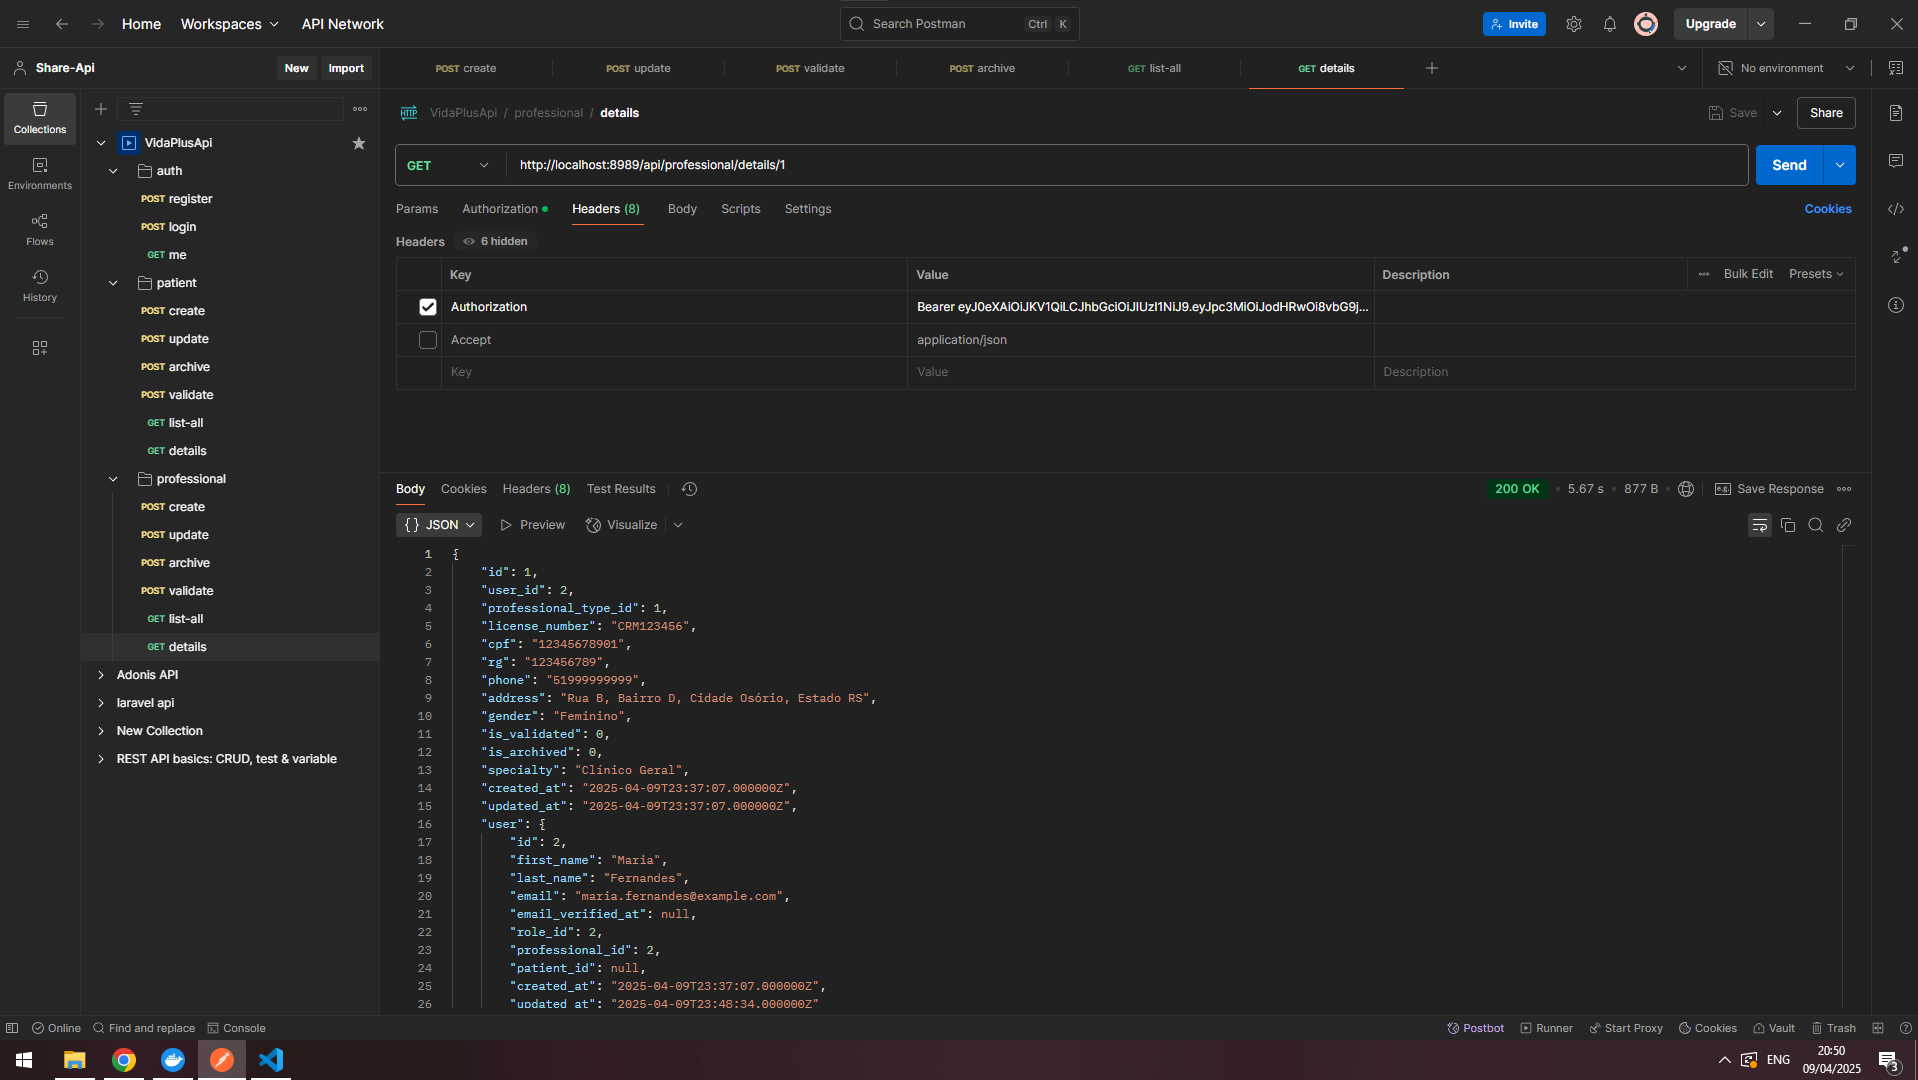 Home Workspaces API Network Search Postman Ctrl K Invite Upgrade
Share-Api New Import
POST create POST update POST validate POST archive GET list-all GET details No environment
Collections
Environments
Flows
History
VidaPlusApi
auth
POST register
POST login
GET me
patient
POST create
POST update
POST archive
POST validate
GET list-all
GET details
professional
POST create
POST update
POST archive
POST validate
GET list-all
GET details
Adonis API
laravel api
New Collection
REST API basics: CRUD, test & variable
HTTP VidaPlusApi / professional / details Save Share
GET http://localhost:8989/api/professional/details/1 Send
Params Authorization Headers (8) Body Scripts Settings Cookies
Headers 6 hidden
Key Value Description Bulk Edit Presets
Authorization Bearer eyJ0eXAiOiJKV1QiLCJhbGciOiJIUzI1NiJ9.eyJpc3MiOiJodHRwOi8vbG9j...
Accept application/json
Key Value Description
Body Cookies Headers (8) Test Results 200 OK 5.67 s 877 B e.g. Save Response
{} JSON Preview Visualize
1 {
2 "id": 1,
3 "user_id": 2,
4 "professional_type_id": 1,
5 "license_number": "CRM123456",
6 "cpf": "12345678901",
7 "rg": "123456789",
8 "phone": "51999999999",
9 "address": "Rua B, Bairro D, Cidade Osório, Estado RS",
10 "gender": "Feminino",
11 "is_validated": 0,
12 "is_archived": 0,
13 "specialty": "Clínico Geral",
14 "created_at": "2025-04-09T23:37:07.000000Z",
15 "updated_at": "2025-04-09T23:37:07.000000Z",
16 "user": {
17 "id": 2,
18 "first_name": "Maria",
19 "last_name": "Fernandes",
20 "email": "maria.fernandes@example.com",
21 "email_verified_at": null,
22 "role_id": 2,
23 "professional_id": 2,
24 "patient_id": null,
25 "created_at": "2025-04-09T23:37:07.000000Z",
26 "updated_at": "2025-04-09T23:48:34.000000Z"
Online Find and replace Console Postbot Runner Start Proxy Cookies Vault Trash
ENG 20:50
09/04/2025 3